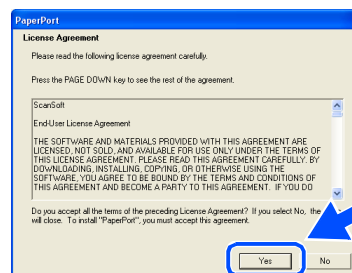 PaperPort
License Agreement
Please read the following license agreement carefully.
Press the PAGE DOWN key to see the rest of the agreement.
ScanSoft
End-User License Agreement
THE SOFTWARE AND MATERIALS PROVIDED WITH THIS AGREEMENT ARE
LICENSED, NOT SOLD, AND AVAILABLE FOR USE ONLY UNDER THE TERMS OF
THIS LICENSE AGREEMENT. PLEASE READ THIS AGREEMENT CAREFULLY. BY
DOWNLOADING, INSTALLING, COPYING, OR OTHERWISE USING THE
SOFTWARE, YOU AGREE TO BE BOUND BY THE TERMS AND CONDITIONS OF
THIS AGREEMENT AND BECOME A PARTY TO THIS AGREEMENT. IF YOU DO
Do you accept all the terms of the preceding License Agreement? If you select No, the
will close. To install "PaperPort", you must accept this agreement.
Yes
No